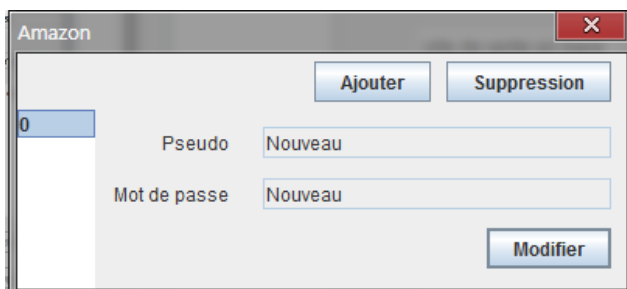 Amazon
Ajouter Suppression
0
Pseudo Nouveau
Mot de passe Nouveau
Modifier